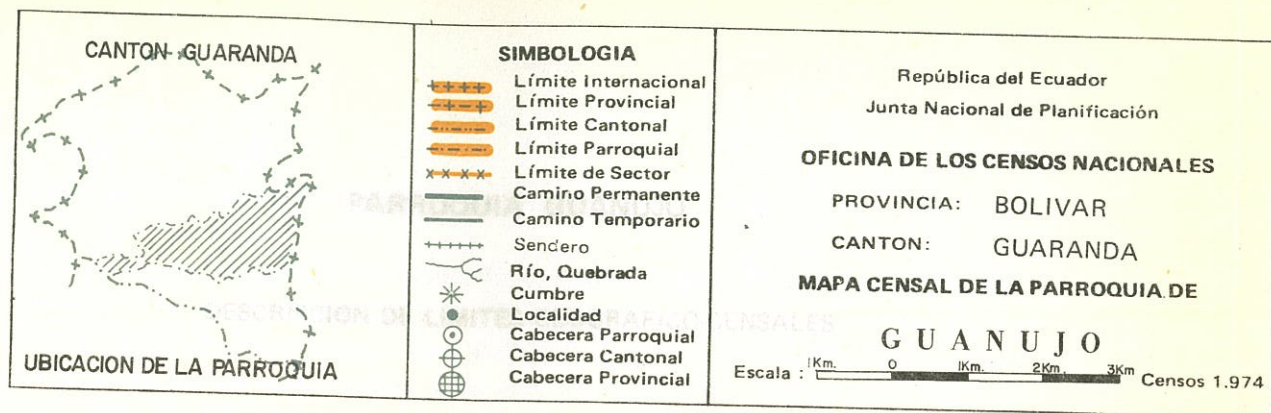 CANTON GUARANDA
UBICACION DE LA PARROQUIA
SIMBOLOGIA
Límite Internacional
Límite Provincial
Límite Cantonal
Límite Parroquial
Límite de Sector
Camino Permanente
Camino Temporario
Sendero
Río, Quebrada
Cumbre
Localidad
Cabecera Parroquial
Cabecera Cantonal
Cabecera Provincial
República del Ecuador
Junta Nacional de Planificación
OFICINA DE LOS CENSOS NACIONALES
PROVINCIA: BOLIVAR
CANTON: GUARANDA
MAPA CENSAL DE LA PARROQUIA DE
GUANUJO
Escala : 1Km. 0 1Km. 2Km. 3Km Censos 1.974
PARROQUIA GUANUJO